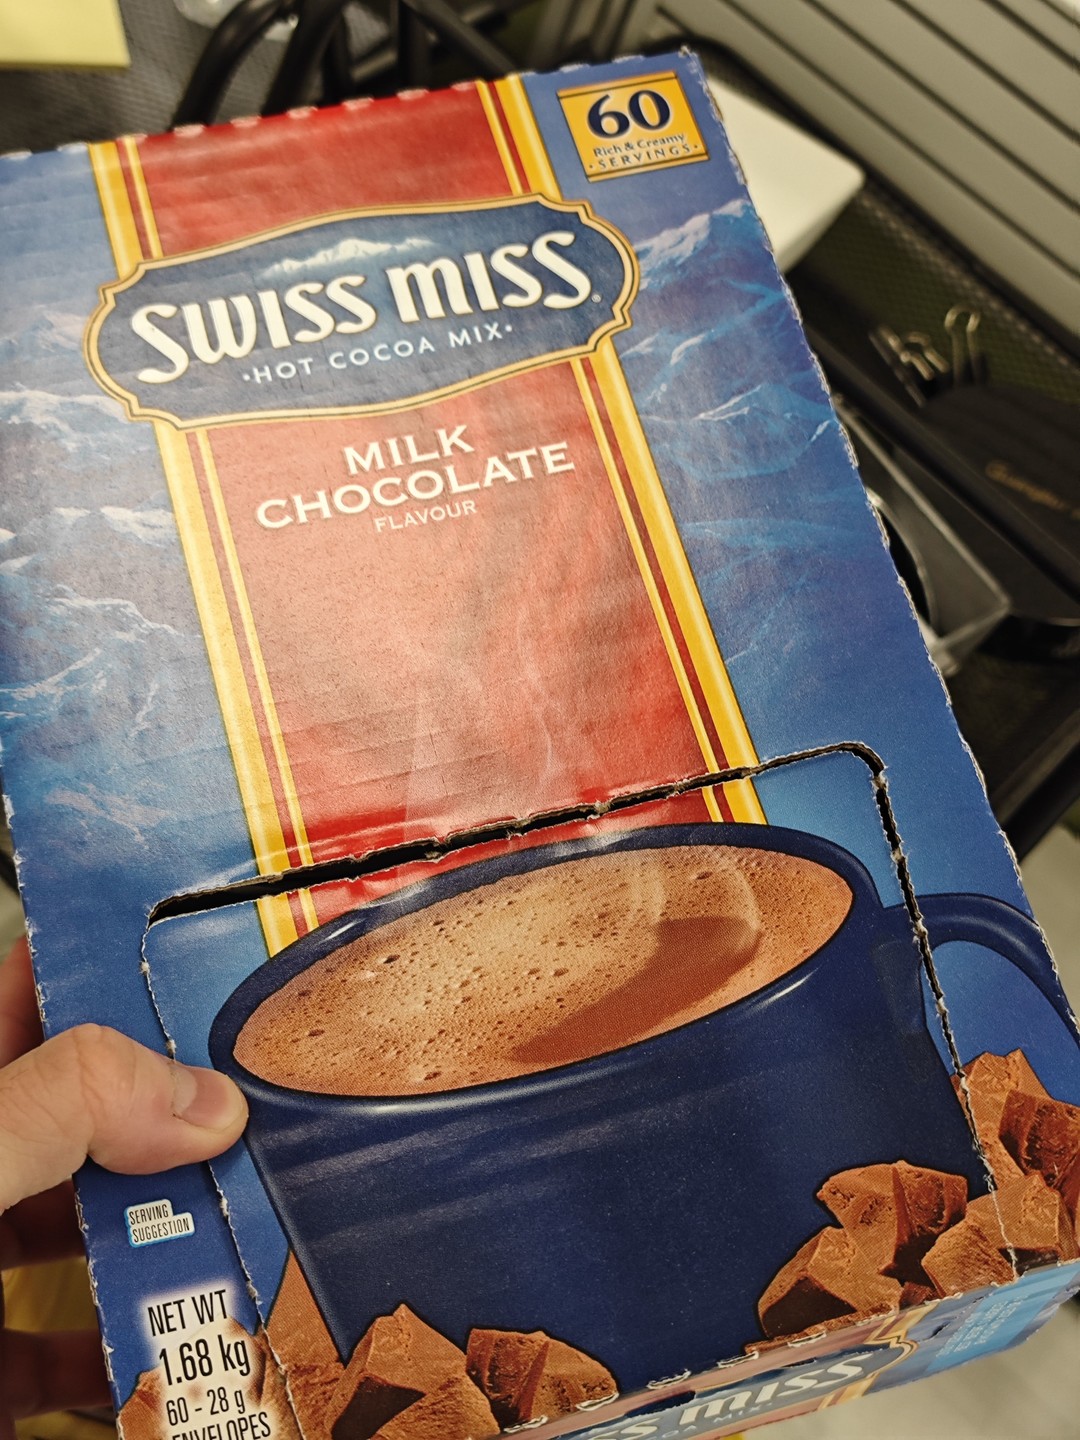 60
Rich & Creamy
• SERVINGS •
SWISS MISS®
•HOT COCOA MIX•
MILK
CHOCOLATE
FLAVOUR
SERVING
SUGGESTION
NET WT
1.68 kg
60 - 28 g
ENVELOPES
MISS